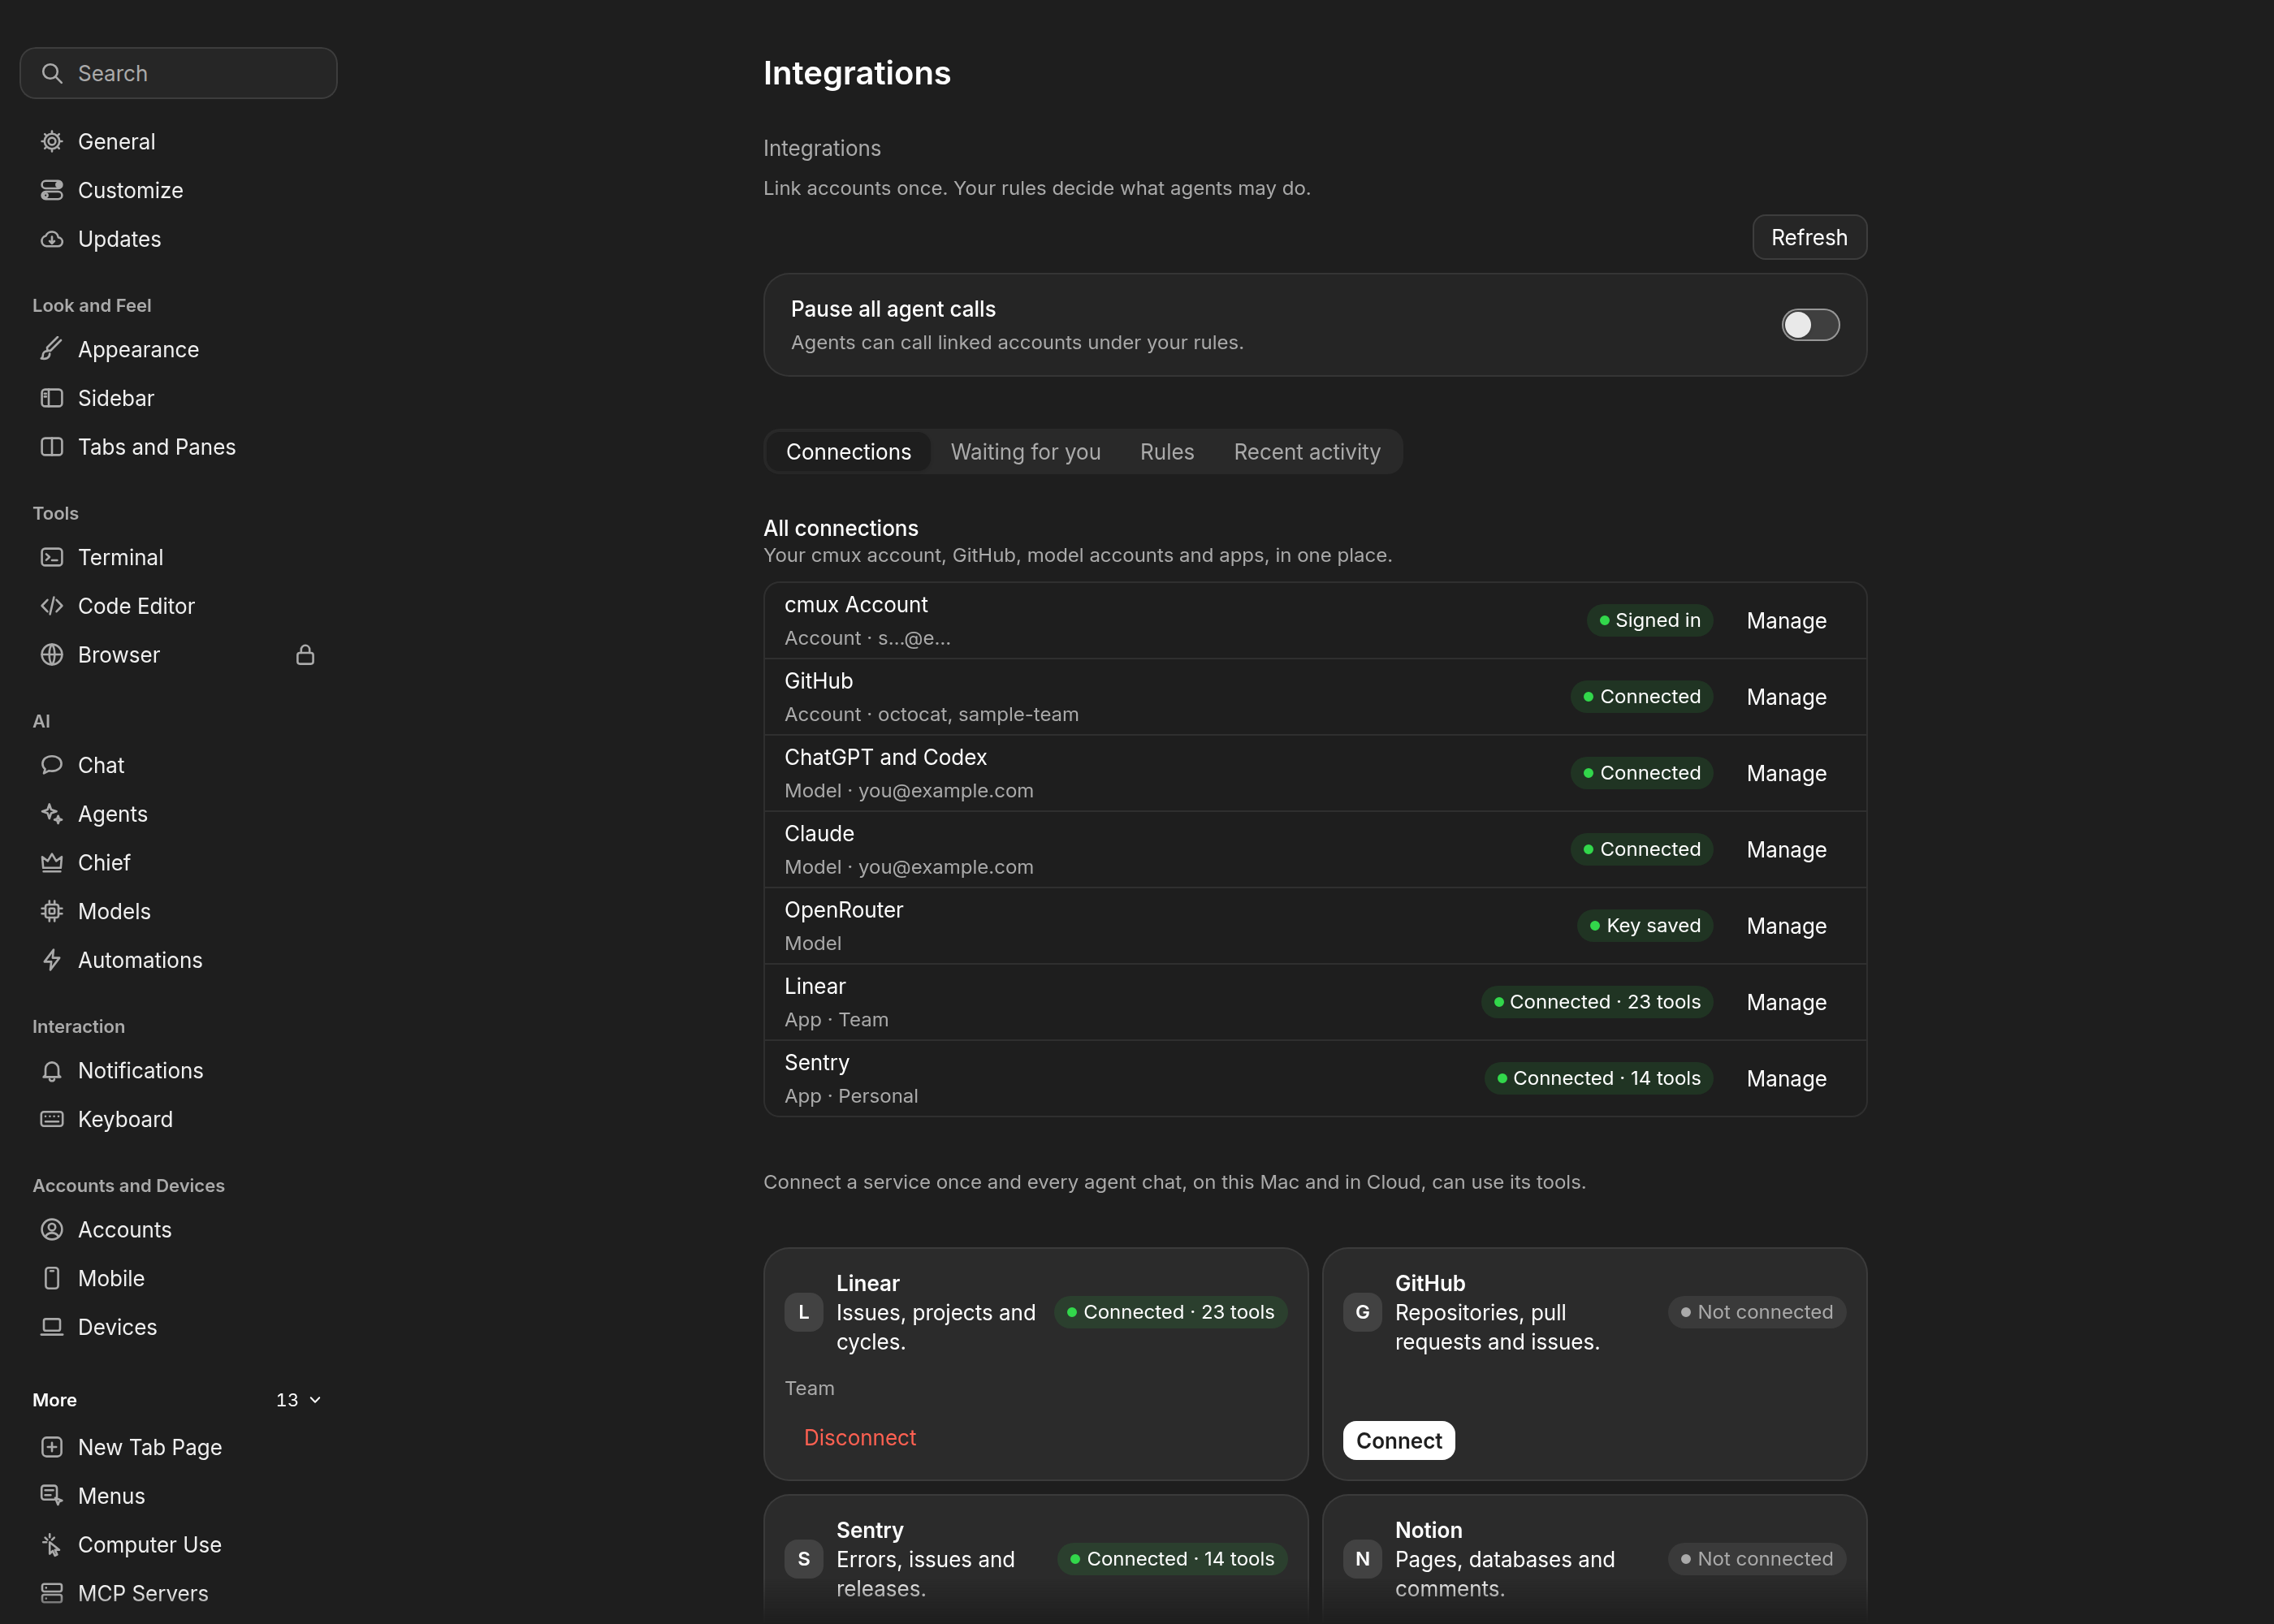 Search
General
Customize
Updates
Look and Feel
Appearance
Sidebar
Tabs and Panes
Tools
Terminal
Code Editor
Browser
AI
Chat
Agents
Chief
Models
Automations
Interaction
Notifications
Keyboard
Accounts and Devices
Accounts
Mobile
Devices
More 13
New Tab Page
Menus
Computer Use
MCP Servers
Integrations
Integrations
Link accounts once. Your rules decide what agents may do.
Refresh
Pause all agent calls
Agents can call linked accounts under your rules.
Connections Waiting for you Rules Recent activity
All connections
Your cmux account, GitHub, model accounts and apps, in one place.
cmux Account
Account · s...@e...
Signed in Manage
GitHub
Account · octocat, sample-team
Connected Manage
ChatGPT and Codex
Model · you@example.com
Connected Manage
Claude
Model · you@example.com
Connected Manage
OpenRouter
Model
Key saved Manage
Linear
App · Team
Connected · 23 tools Manage
Sentry
App · Personal
Connected · 14 tools Manage
Connect a service once and every agent chat, on this Mac and in Cloud, can use its tools.
L
Linear
Issues, projects and
cycles.
Connected · 23 tools
Team
Disconnect
G
GitHub
Repositories, pull
requests and issues.
Not connected
Connect
S
Sentry
Errors, issues and
releases.
Connected · 14 tools
N
Notion
Pages, databases and
comments.
Not connected